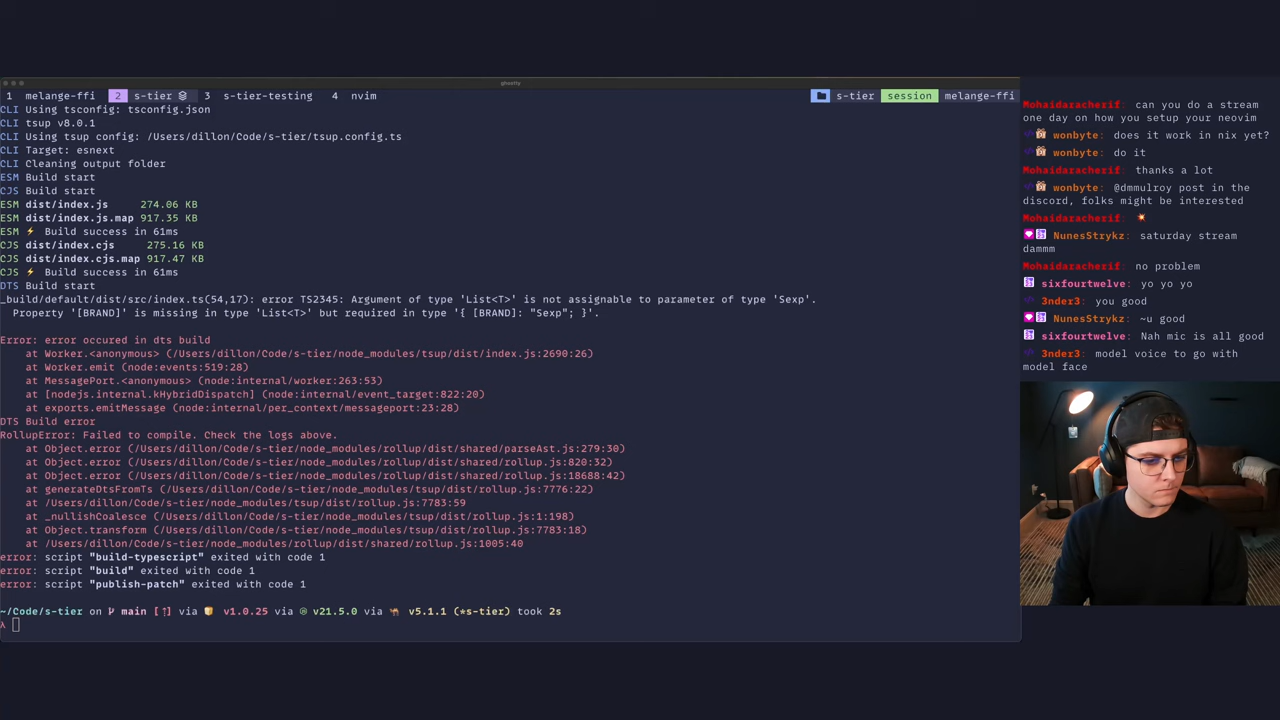 ghostty
1 melange-ffi 2 s-tier 3 s-tier-testing 4 nvim s-tier session melange-ffi
CLI Using tsconfig: tsconfig.json
CLI tsup v8.0.1
CLI Using tsup config: /Users/dillon/Code/s-tier/tsup.config.ts
CLI Target: esnext
CLI Cleaning output folder
ESM Build start
CJS Build start
ESM dist/index.js 274.06 KB
ESM dist/index.js.map 917.35 KB
ESM ⚡ Build success in 61ms
CJS dist/index.cjs 275.16 KB
CJS dist/index.cjs.map 917.47 KB
CJS ⚡ Build success in 61ms
DTS Build start
_build/default/dist/src/index.ts(54,17): error TS2345: Argument of type 'List<T>' is not assignable to parameter of type 'Sexp'.
Property '[BRAND]' is missing in type 'List<T>' but required in type '{ [BRAND]: "Sexp"; }'.
Error: error occured in dts build
at Worker.<anonymous> (/Users/dillon/Code/s-tier/node_modules/tsup/dist/index.js:2690:26)
at Worker.emit (node:events:519:28)
at MessagePort.<anonymous> (node:internal/worker:263:53)
at [nodejs.internal.kHybridDispatch] (node:internal/event_target:822:20)
at exports.emitMessage (node:internal/per_context/messageport:23:28)
DTS Build error
RollupError: Failed to compile. Check the logs above.
at Object.error (/Users/dillon/Code/s-tier/node_modules/rollup/dist/shared/parseAst.js:279:30)
at Object.error (/Users/dillon/Code/s-tier/node_modules/rollup/dist/shared/rollup.js:820:32)
at Object.error (/Users/dillon/Code/s-tier/node_modules/rollup/dist/shared/rollup.js:18688:42)
at generateDtsFromTs (/Users/dillon/Code/s-tier/node_modules/tsup/dist/rollup.js:7776:22)
at /Users/dillon/Code/s-tier/node_modules/tsup/dist/rollup.js:7783:59
at _nullishCoalesce (/Users/dillon/Code/s-tier/node_modules/tsup/dist/rollup.js:1:198)
at Object.transform (/Users/dillon/Code/s-tier/node_modules/tsup/dist/rollup.js:7783:18)
at /Users/dillon/Code/s-tier/node_modules/rollup/dist/shared/rollup.js:1005:40
error: script "build-typescript" exited with code 1
error: script "build" exited with code 1
error: script "publish-patch" exited with code 1
~/Code/s-tier on main [⇡] via 📦 v1.0.25 via v21.5.0 via 🐫 v5.1.1 (*s-tier) took 2s
λ
Mohaidaracherif: can you do a stream
one day on how you setup your neovim
wonbyte: does it work in nix yet?
wonbyte: do it
Mohaidaracherif: thanks a lot
wonbyte: @dmmulroy post in the
discord, folks might be interested
Mohaidaracherif: 💥
NunesStrykz: saturday stream
dammm
Mohaidaracherif: no problem
sixfourtwelve: yo yo yo
3nder3: you good
NunesStrykz: ~u good
sixfourtwelve: Nah mic is all good
3nder3: model voice to go with
model face